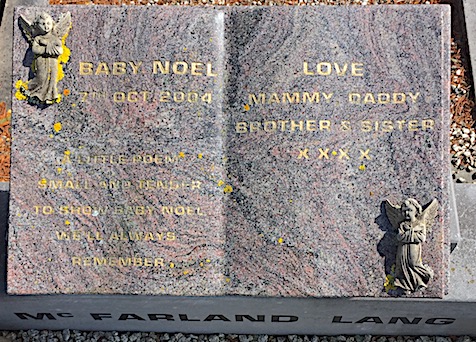 BABY NOEL
7TH OCT 2004
A LITTLE POEM
SMALL AND TENDER
TO SHOW BABY NOEL
WE'LL ALWAYS
REMEMBER
LOVE
MAMMY DADDY
BROTHER & SISTER
X X X X
MC FARLAND LANG